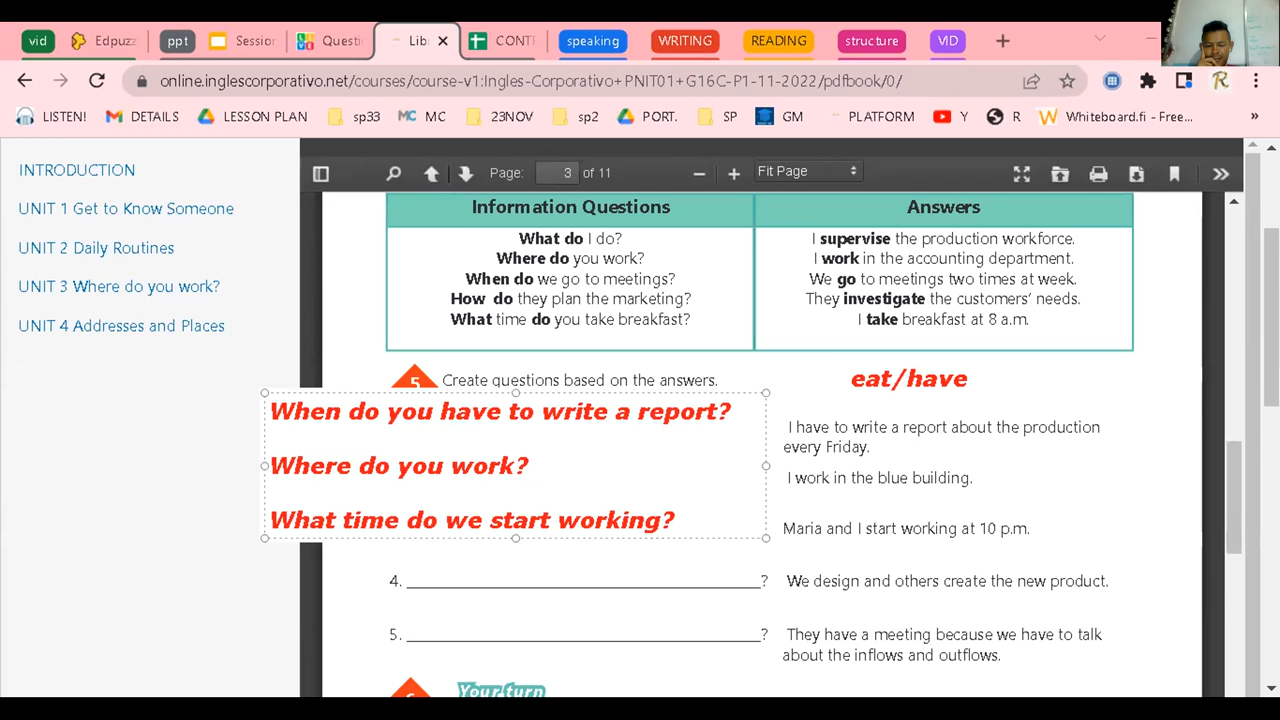 vid Edpuzz ppt Sessior Questi Lib CONT speaking WRITING READING structure VID
online.inglescorporativo.net/courses/course-v1:Ingles-Corporativo+PNIT01+G16C-P1-11-2022/pdfbook/0/
LISTEN! DETAILS LESSON PLAN sp33 MC MC 23NOV sp2 PORT. SP GM PLATFORM Y R Whiteboard.fi - Free...
INTRODUCTION
UNIT 1 Get to Know Someone
UNIT 2 Daily Routines
UNIT 3 Where do you work?
UNIT 4 Addresses and Places
Page: 3 of 11 Fit Page
Information Questions Answers
What do I do? I supervise the production workforce.
Where do you work? I work in the accounting department.
When do we go to meetings? We go to meetings two times at week.
How do they plan the marketing? They investigate the customers' needs.
What time do you take breakfast? I take breakfast at 8 a.m.
5 Create questions based on the answers. eat/have
When do you have to write a report? I have to write a report about the production
every Friday.
Where do you work? I work in the blue building.
What time do we start working? Maria and I start working at 10 p.m.
4. ______________________________? We design and others create the new product.
5. ______________________________? They have a meeting because we have to talk
about the inflows and outflows.
6 Your turn